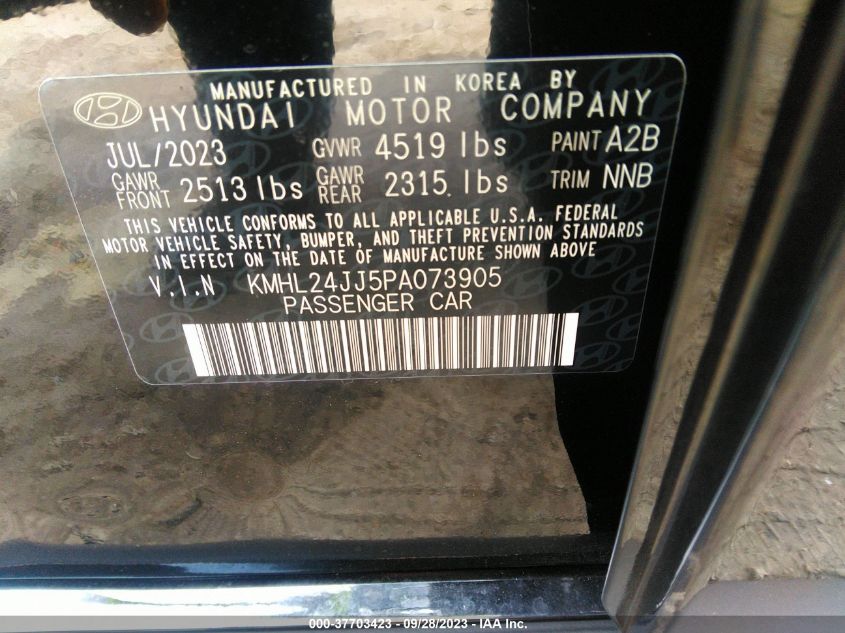 MANUFACTURED IN KOREA BY
HYUNDAI MOTOR COMPANY
JUL/2023 GVWR 4519 lbs PAINT A2B
GAWR FRONT 2513 lbs GAWR REAR 2315 lbs TRIM NNB
THIS VEHICLE CONFORMS TO ALL APPLICABLE U.S.A. FEDERAL
MOTOR VEHICLE SAFETY, BUMPER, AND THEFT PREVENTION STANDARDS
IN EFFECT ON THE DATE OF MANUFACTURE SHOWN ABOVE
V.I.N KMHL24JJ5PA073905
PASSENGER CAR
000-37703423 - 09/28/2023 - IAA Inc.